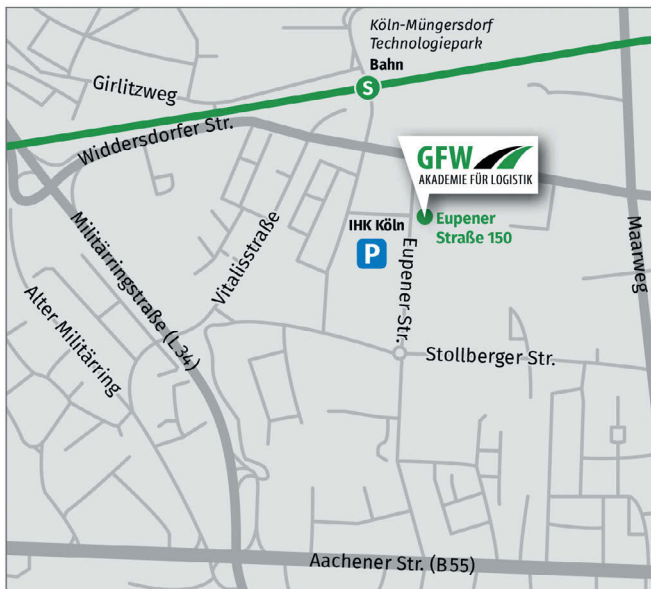 Köln-Müngersdorf
Technologiepark
Bahn
S
Girlitzweg
Widdersdorfer Str.
GFW
AKADEMIE FÜR LOGISTIK
Eupener
Straße 150
IHK Köln
P
Eupener Str.
Maarweg
Vitalisstraße
Militärringstraße (L34)
Alter Militärring
Stollberger Str.
Aachener Str. (B55)